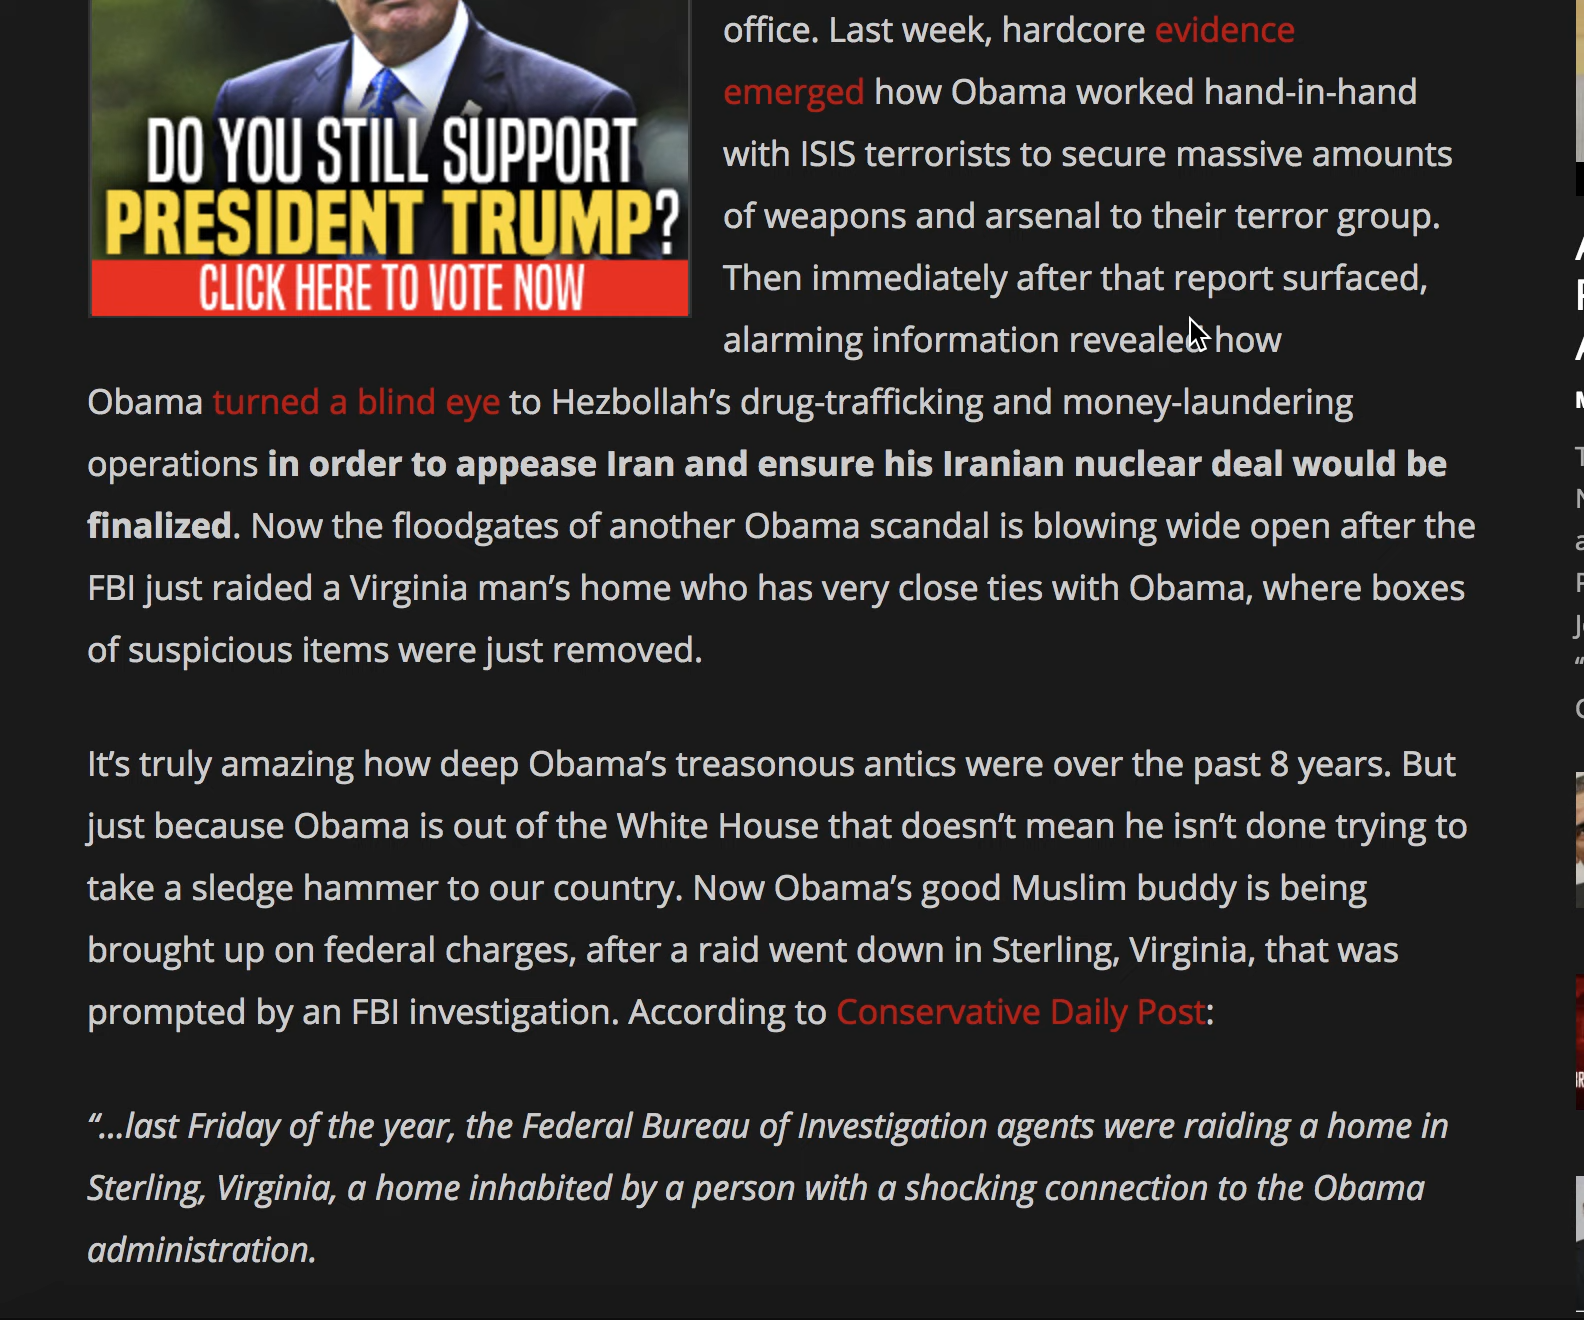 DO YOU STILL SUPPORT
PRESIDENT TRUMP?
CLICK HERE TO VOTE NOW
office. Last week, hardcore evidence
emerged how Obama worked hand-in-hand
with ISIS terrorists to secure massive amounts
of weapons and arsenal to their terror group.
Then immediately after that report surfaced,
alarming information revealed how
Obama turned a blind eye to Hezbollah’s drug-trafficking and money-laundering
operations in order to appease Iran and ensure his Iranian nuclear deal would be
finalized. Now the floodgates of another Obama scandal is blowing wide open after the
FBI just raided a Virginia man’s home who has very close ties with Obama, where boxes
of suspicious items were just removed.
It’s truly amazing how deep Obama’s treasonous antics were over the past 8 years. But
just because Obama is out of the White House that doesn’t mean he isn’t done trying to
take a sledge hammer to our country. Now Obama’s good Muslim buddy is being
brought up on federal charges, after a raid went down in Sterling, Virginia, that was
prompted by an FBI investigation. According to Conservative Daily Post:
“…last Friday of the year, the Federal Bureau of Investigation agents were raiding a home in
Sterling, Virginia, a home inhabited by a person with a shocking connection to the Obama
administration.